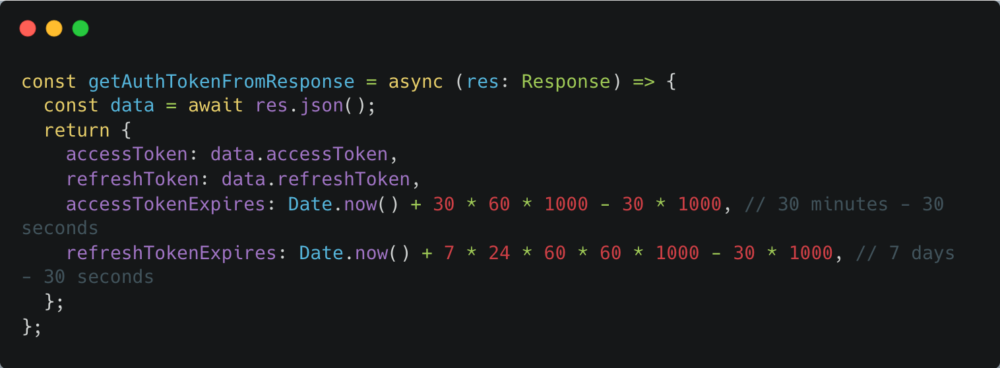 const getAuthTokenFromResponse = async (res: Response) => {
  const data = await res.json();
  return {
    accessToken: data.accessToken,
    refreshToken: data.refreshToken,
    accessTokenExpires: Date.now() + 30 * 60 * 1000 - 30 * 1000, // 30 minutes - 30
seconds
    refreshTokenExpires: Date.now() + 7 * 24 * 60 * 60 * 1000 - 30 * 1000, // 7 days
- 30 seconds
  };
};